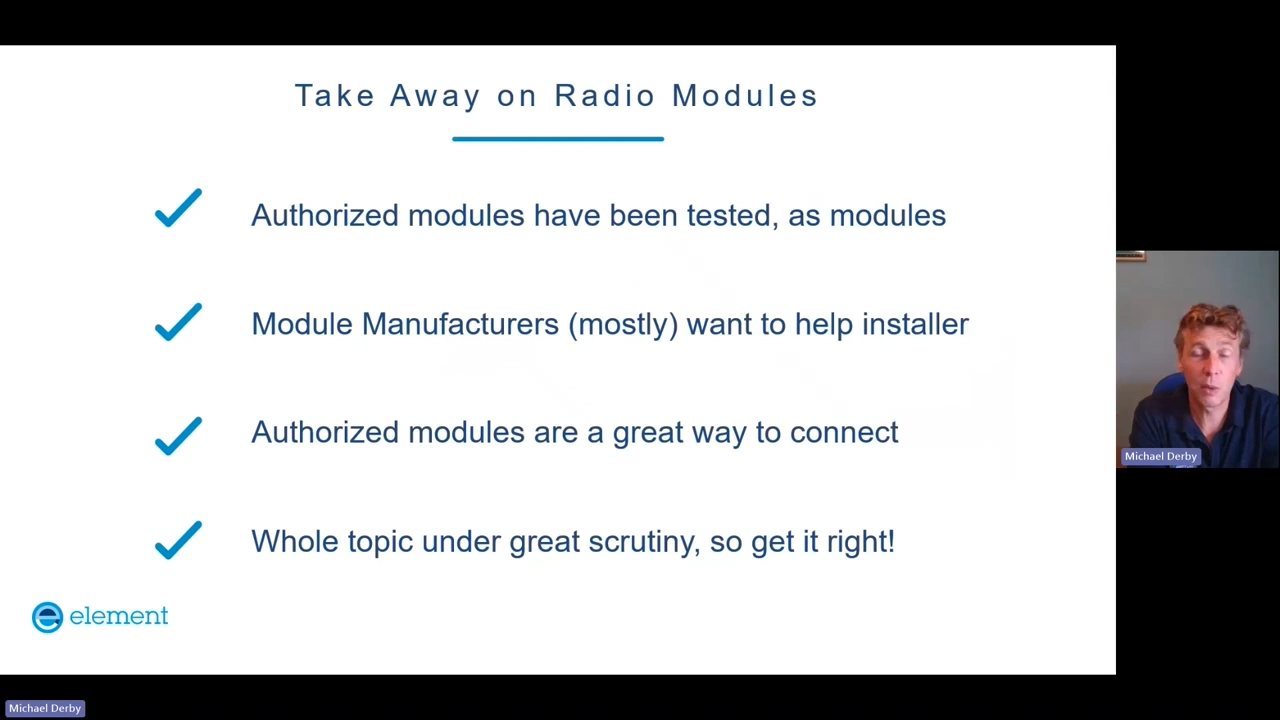 Take Away on Radio Modules
Authorized modules have been tested, as modules
Module Manufacturers (mostly) want to help installer
Authorized modules are a great way to connect
Whole topic under great scrutiny, so get it right!
element
Michael Derby
Michael Derby